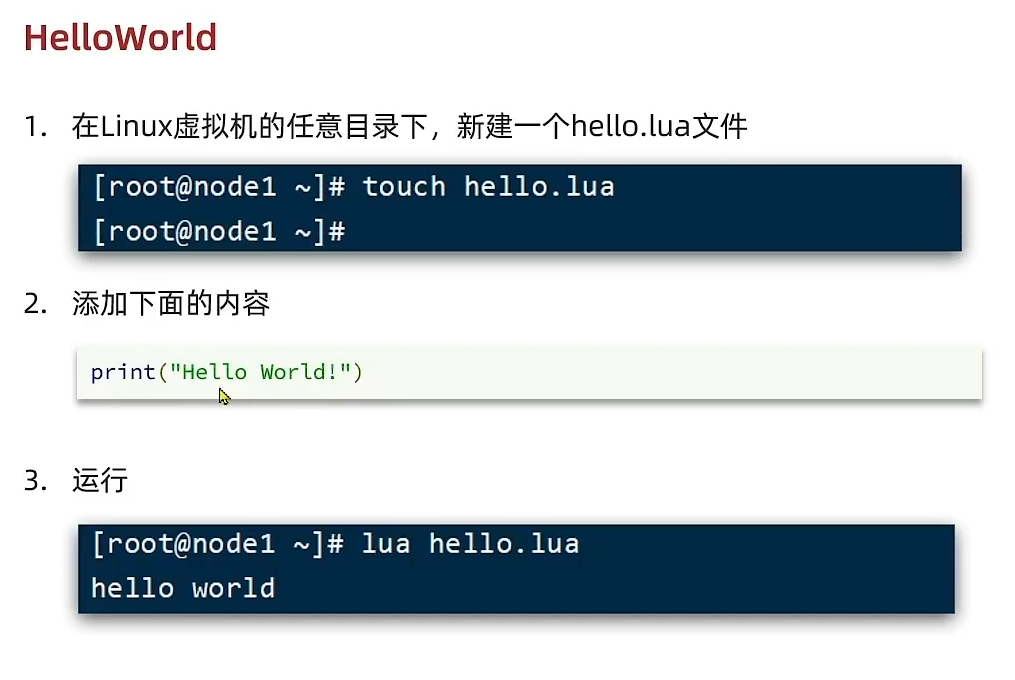 HelloWorld
1. 在Linux虚拟机的任意目录下，新建一个hello.lua文件
[root@node1 ~]# touch hello.lua
[root@node1 ~]#
2. 添加下面的内容
print("Hello World!")
3. 运行
[root@node1 ~]# lua hello.lua
hello world